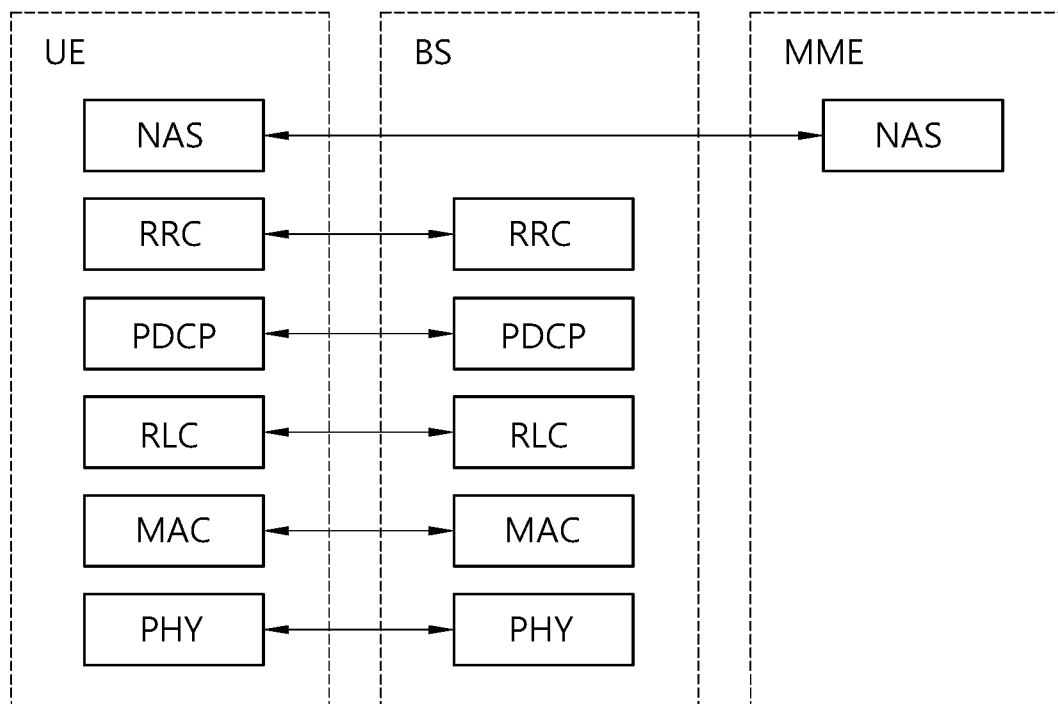 UE BS MME
NAS NAS
RRC RRC
PDCP PDCP
RLC RLC
MAC MAC
PHY PHY